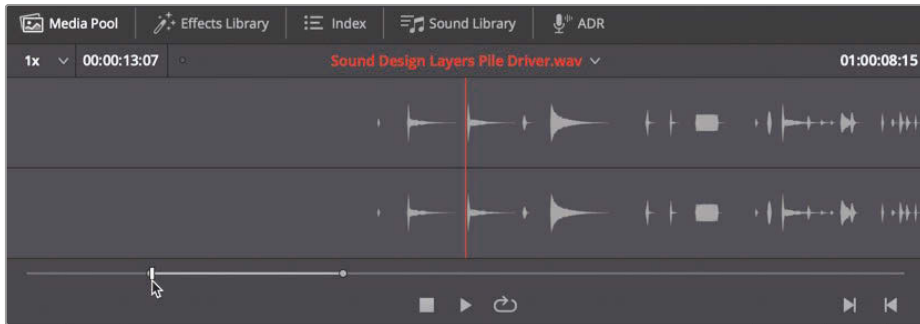 Media Pool Effects Library Index Sound Library ADR
1x 00:00:13:07 Sound Design Layers Pile Driver.wav 01:00:08:15